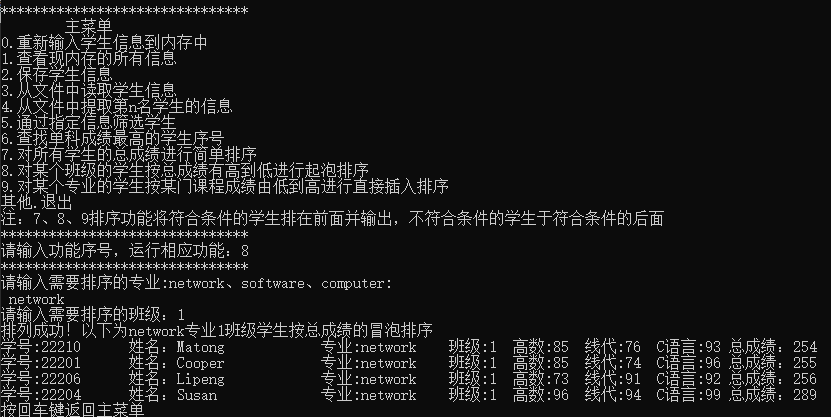 *******************************
主菜单
0.重新输入学生信息到内存中
1.查看现内存的所有信息
2.保存学生信息
3.从文件中读取学生信息
4.从文件中提取第n名学生的信息
5.通过指定信息筛选学生
6.查找单科成绩最高的学生序号
7.对所有学生的总成绩进行简单排序
8.对某个班级的学生按总成绩有高到低进行起泡排序
9.对某个专业的学生按某门课程成绩由低到高进行直接插入排序
其他.退出
注：7、8、9排序功能将符合条件的学生排在前面并输出，不符合条件的学生于符合条件的后面
*******************************
请输入功能序号，运行相应功能：8
*******************************
请输入需要排序的专业:network、software、computer:
network
请输入需要排序的班级：1
排列成功！以下为network专业1班级学生按总成绩的冒泡排序
学号:22210 姓名：Matong 专业:network 班级:1 高数:85 线代:76 C语言:93 总成绩：254
学号:22201 姓名：Cooper 专业:network 班级:1 高数:85 线代:74 C语言:96 总成绩：255
学号:22206 姓名：Lipeng 专业:network 班级:1 高数:73 线代:91 C语言:92 总成绩：256
学号:22204 姓名：Susan 专业:network 班级:1 高数:96 线代:94 C语言:99 总成绩：289
按回车键返回主菜单